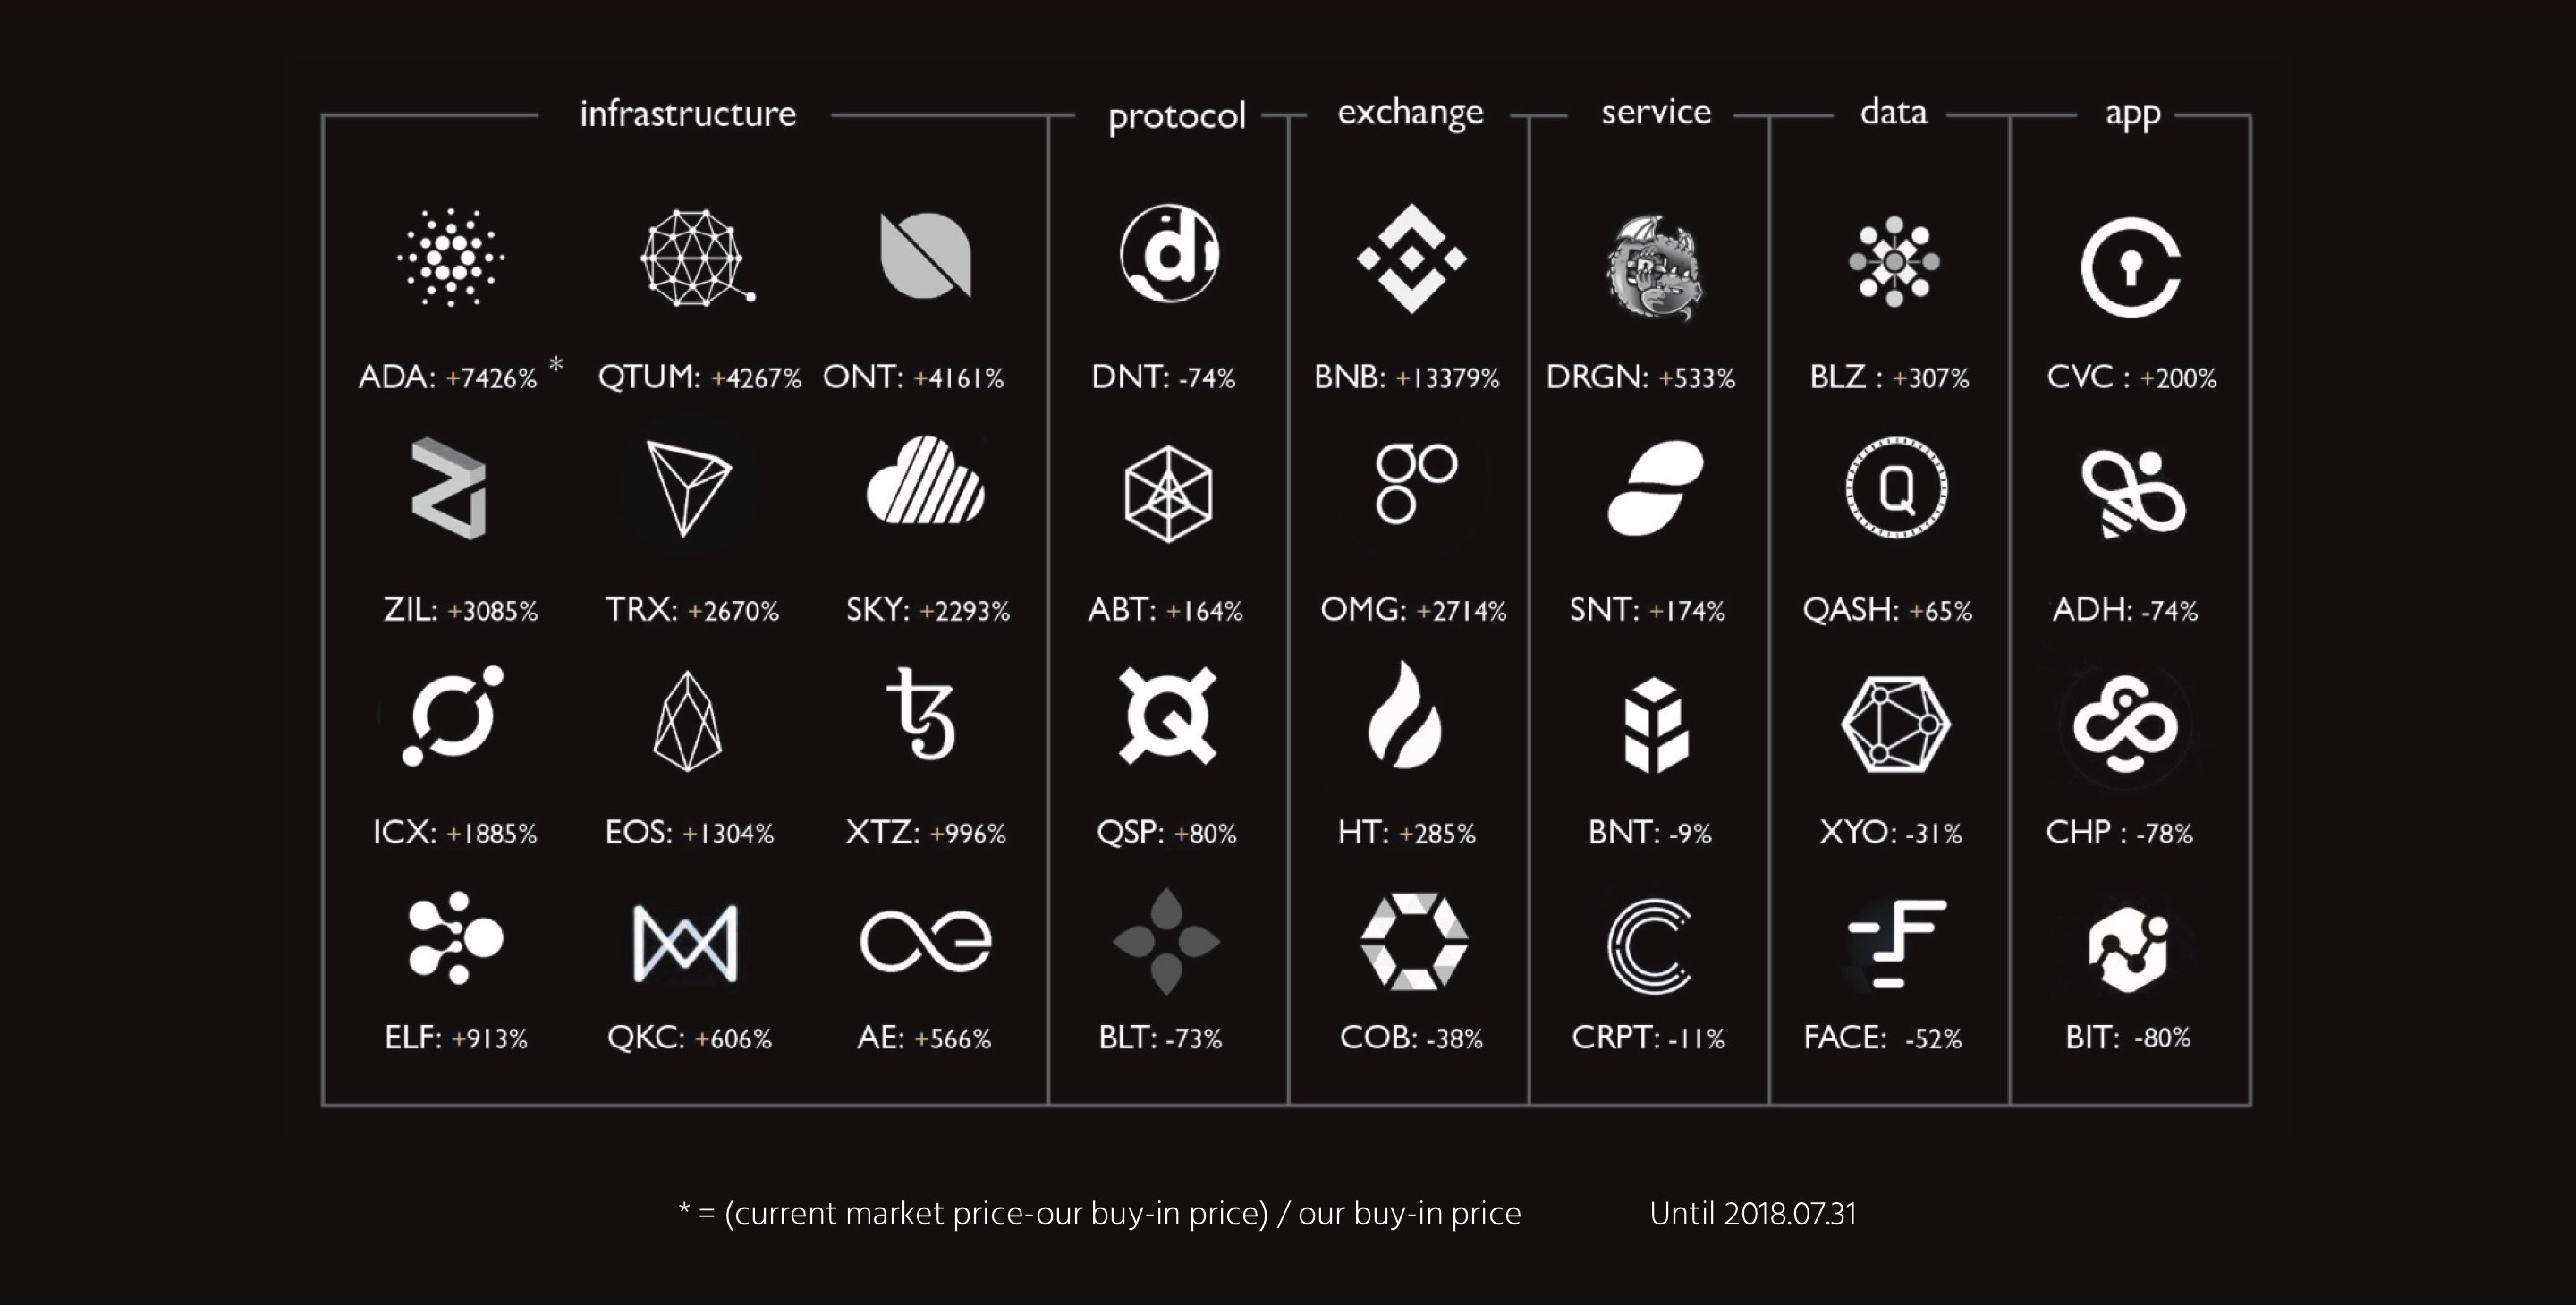 infrastructure protocol exchange service data app
ADA: +7426% * QTUM: +4267% ONT: +4161% DNT: -74% BNB: +13379% DRGN: +533% BLZ : +307% CVC : +200%
ZIL: +3085% TRX: +2670% SKY: +2293% ABT: +164% OMG: +2714% SNT: +174% QASH: +65% ADH: -74%
ICX: +1885% EOS: +1304% XTZ: +996% QSP: +80% HT: +285% BNT: -9% XYO: -31% CHP : -78%
ELF: +913% QKC: +606% AE: +566% BLT: -73% COB: -38% CRPT: -11% FACE: -52% BIT: -80%
* = (current market price-our buy-in price) / our buy-in price Until 2018.07.31